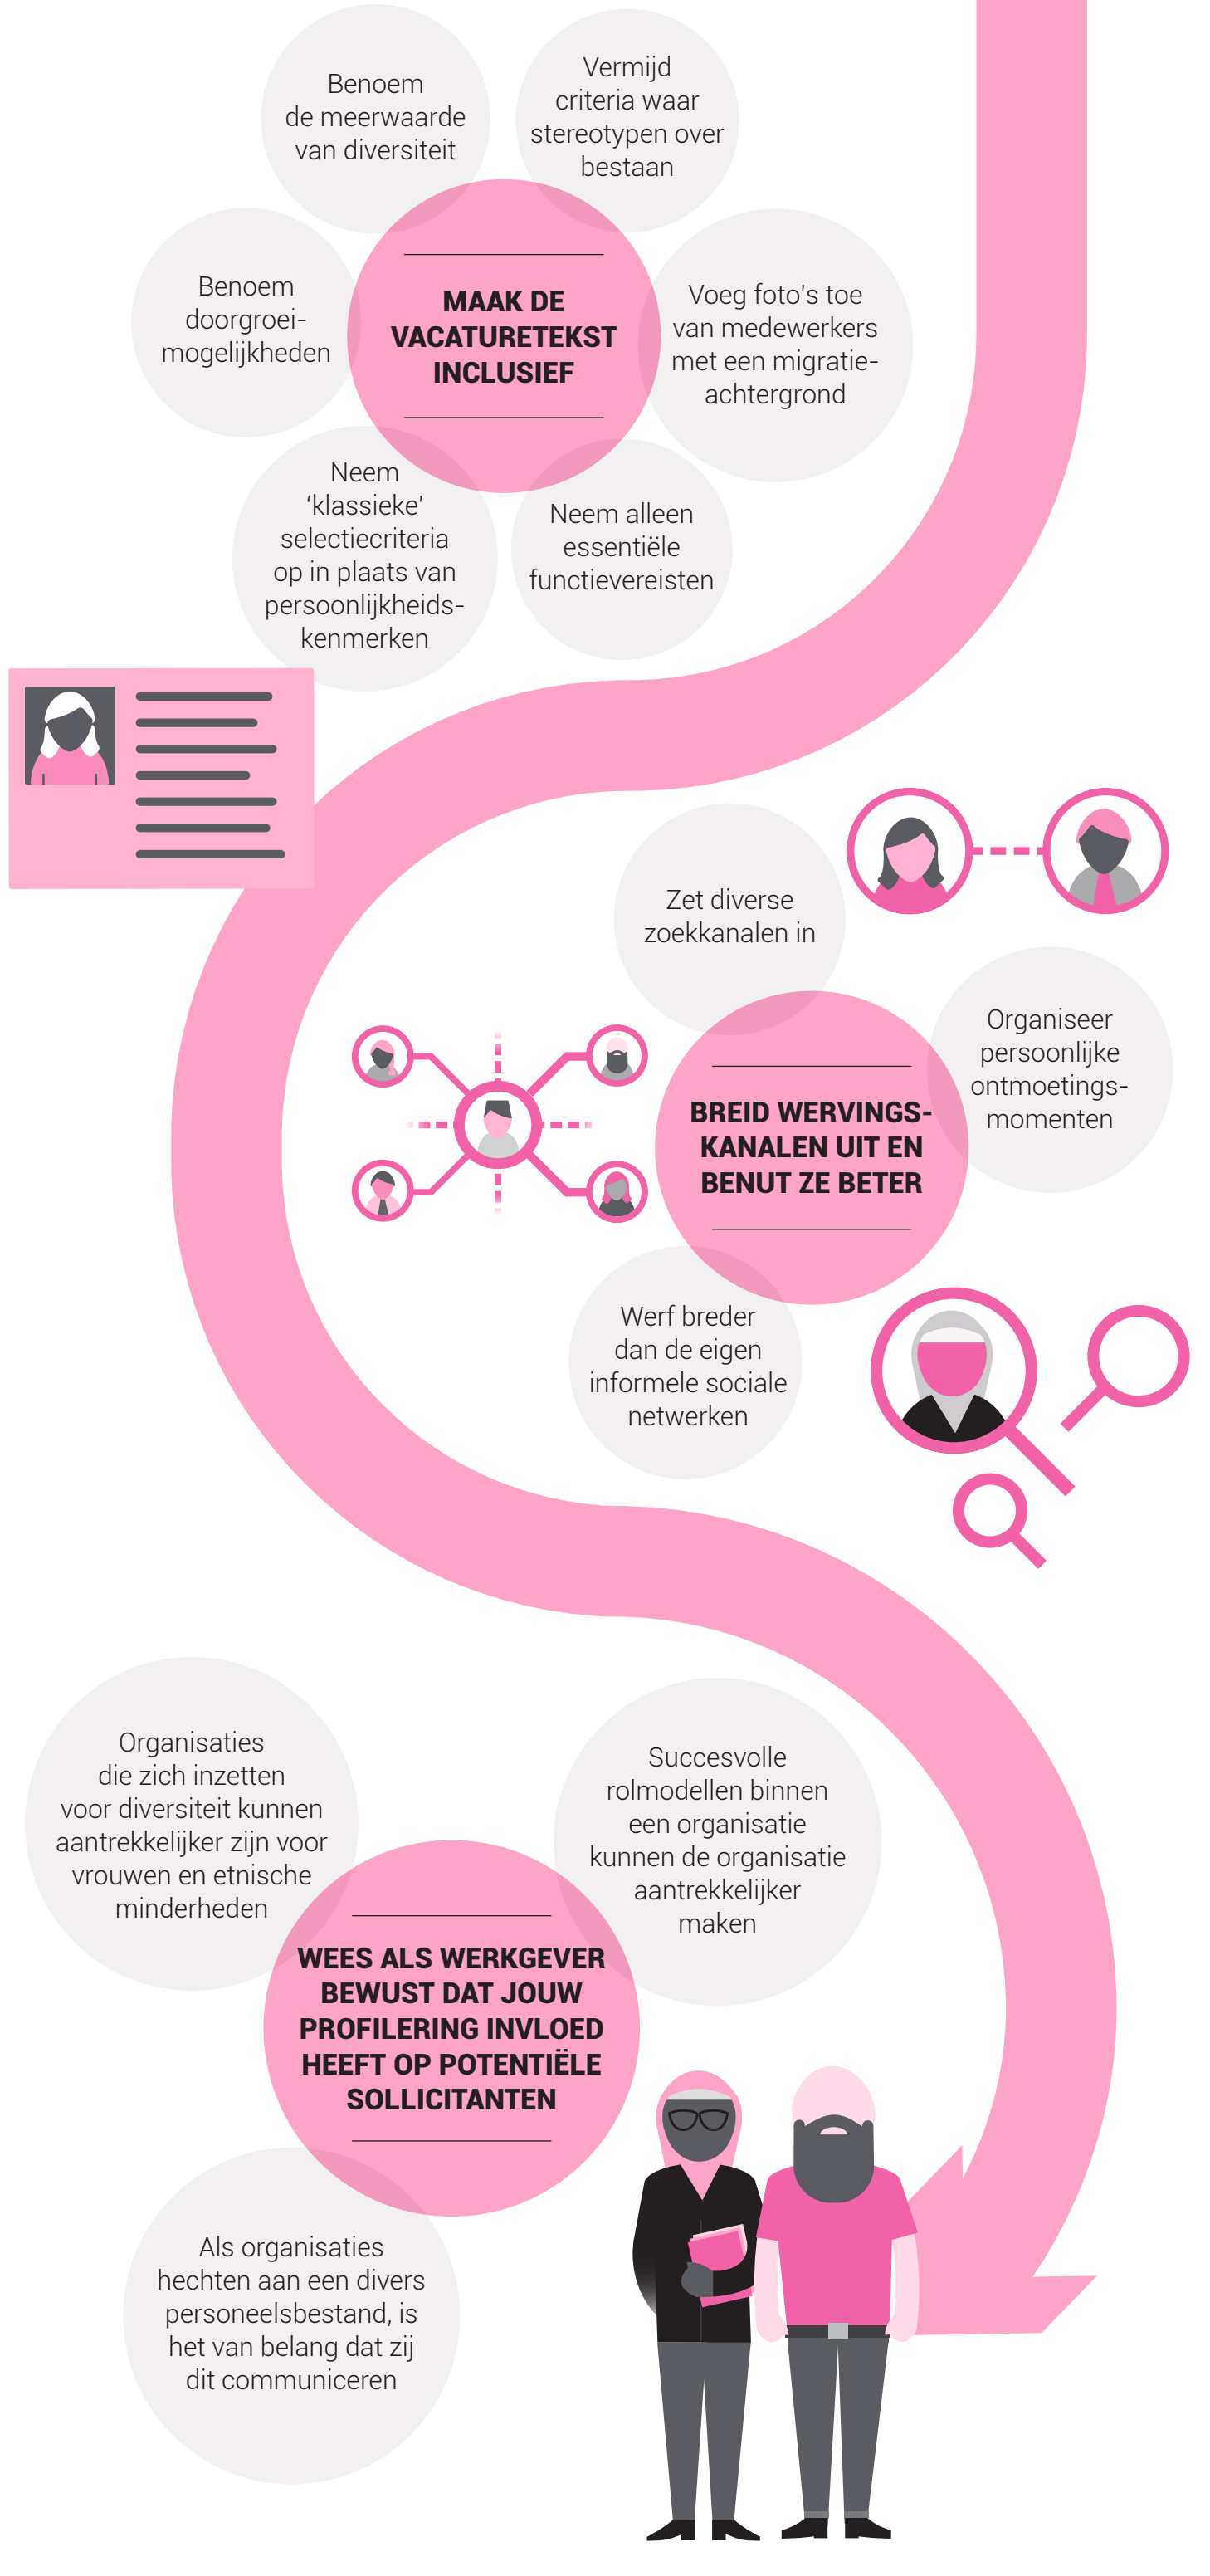 Benoem
de meerwaarde
van diversiteit
Vermijd
criteria waar
stereotypen over
bestaan
Benoem
doorgroei-
mogelijkheden
MAAK DE
VACATURETEKST
INCLUSIEF
Voeg foto's toe
van medewerkers
met een migratie-
achtergrond
Neem
‘klassieke’
selectiecriteria
op in plaats van
persoonlijkheids-
kenmerken
Neem alleen
essentiële
functievereisten
Zet diverse
zoekkanalen in
Organiseer
persoonlijke
ontmoetings-
momenten
BREID WERVINGS-
KANALEN UIT EN
BENUT ZE BETER
Werf breder
dan de eigen
informele sociale
netwerken
Organisaties
die zich inzetten
voor diversiteit kunnen
aantrekkelijker zijn voor
vrouwen en etnische
minderheden
Succesvolle
rolmodellen binnen
een organisatie
kunnen de organisatie
aantrekkelijker
maken
WEES ALS WERKGEVER
BEWUST DAT JOUW
PROFILERING INVLOED
HEEFT OP POTENTIËLE
SOLLICITANTEN
Als organisaties
hechten aan een divers
personeelsbestand, is
het van belang dat zij
dit communiceren